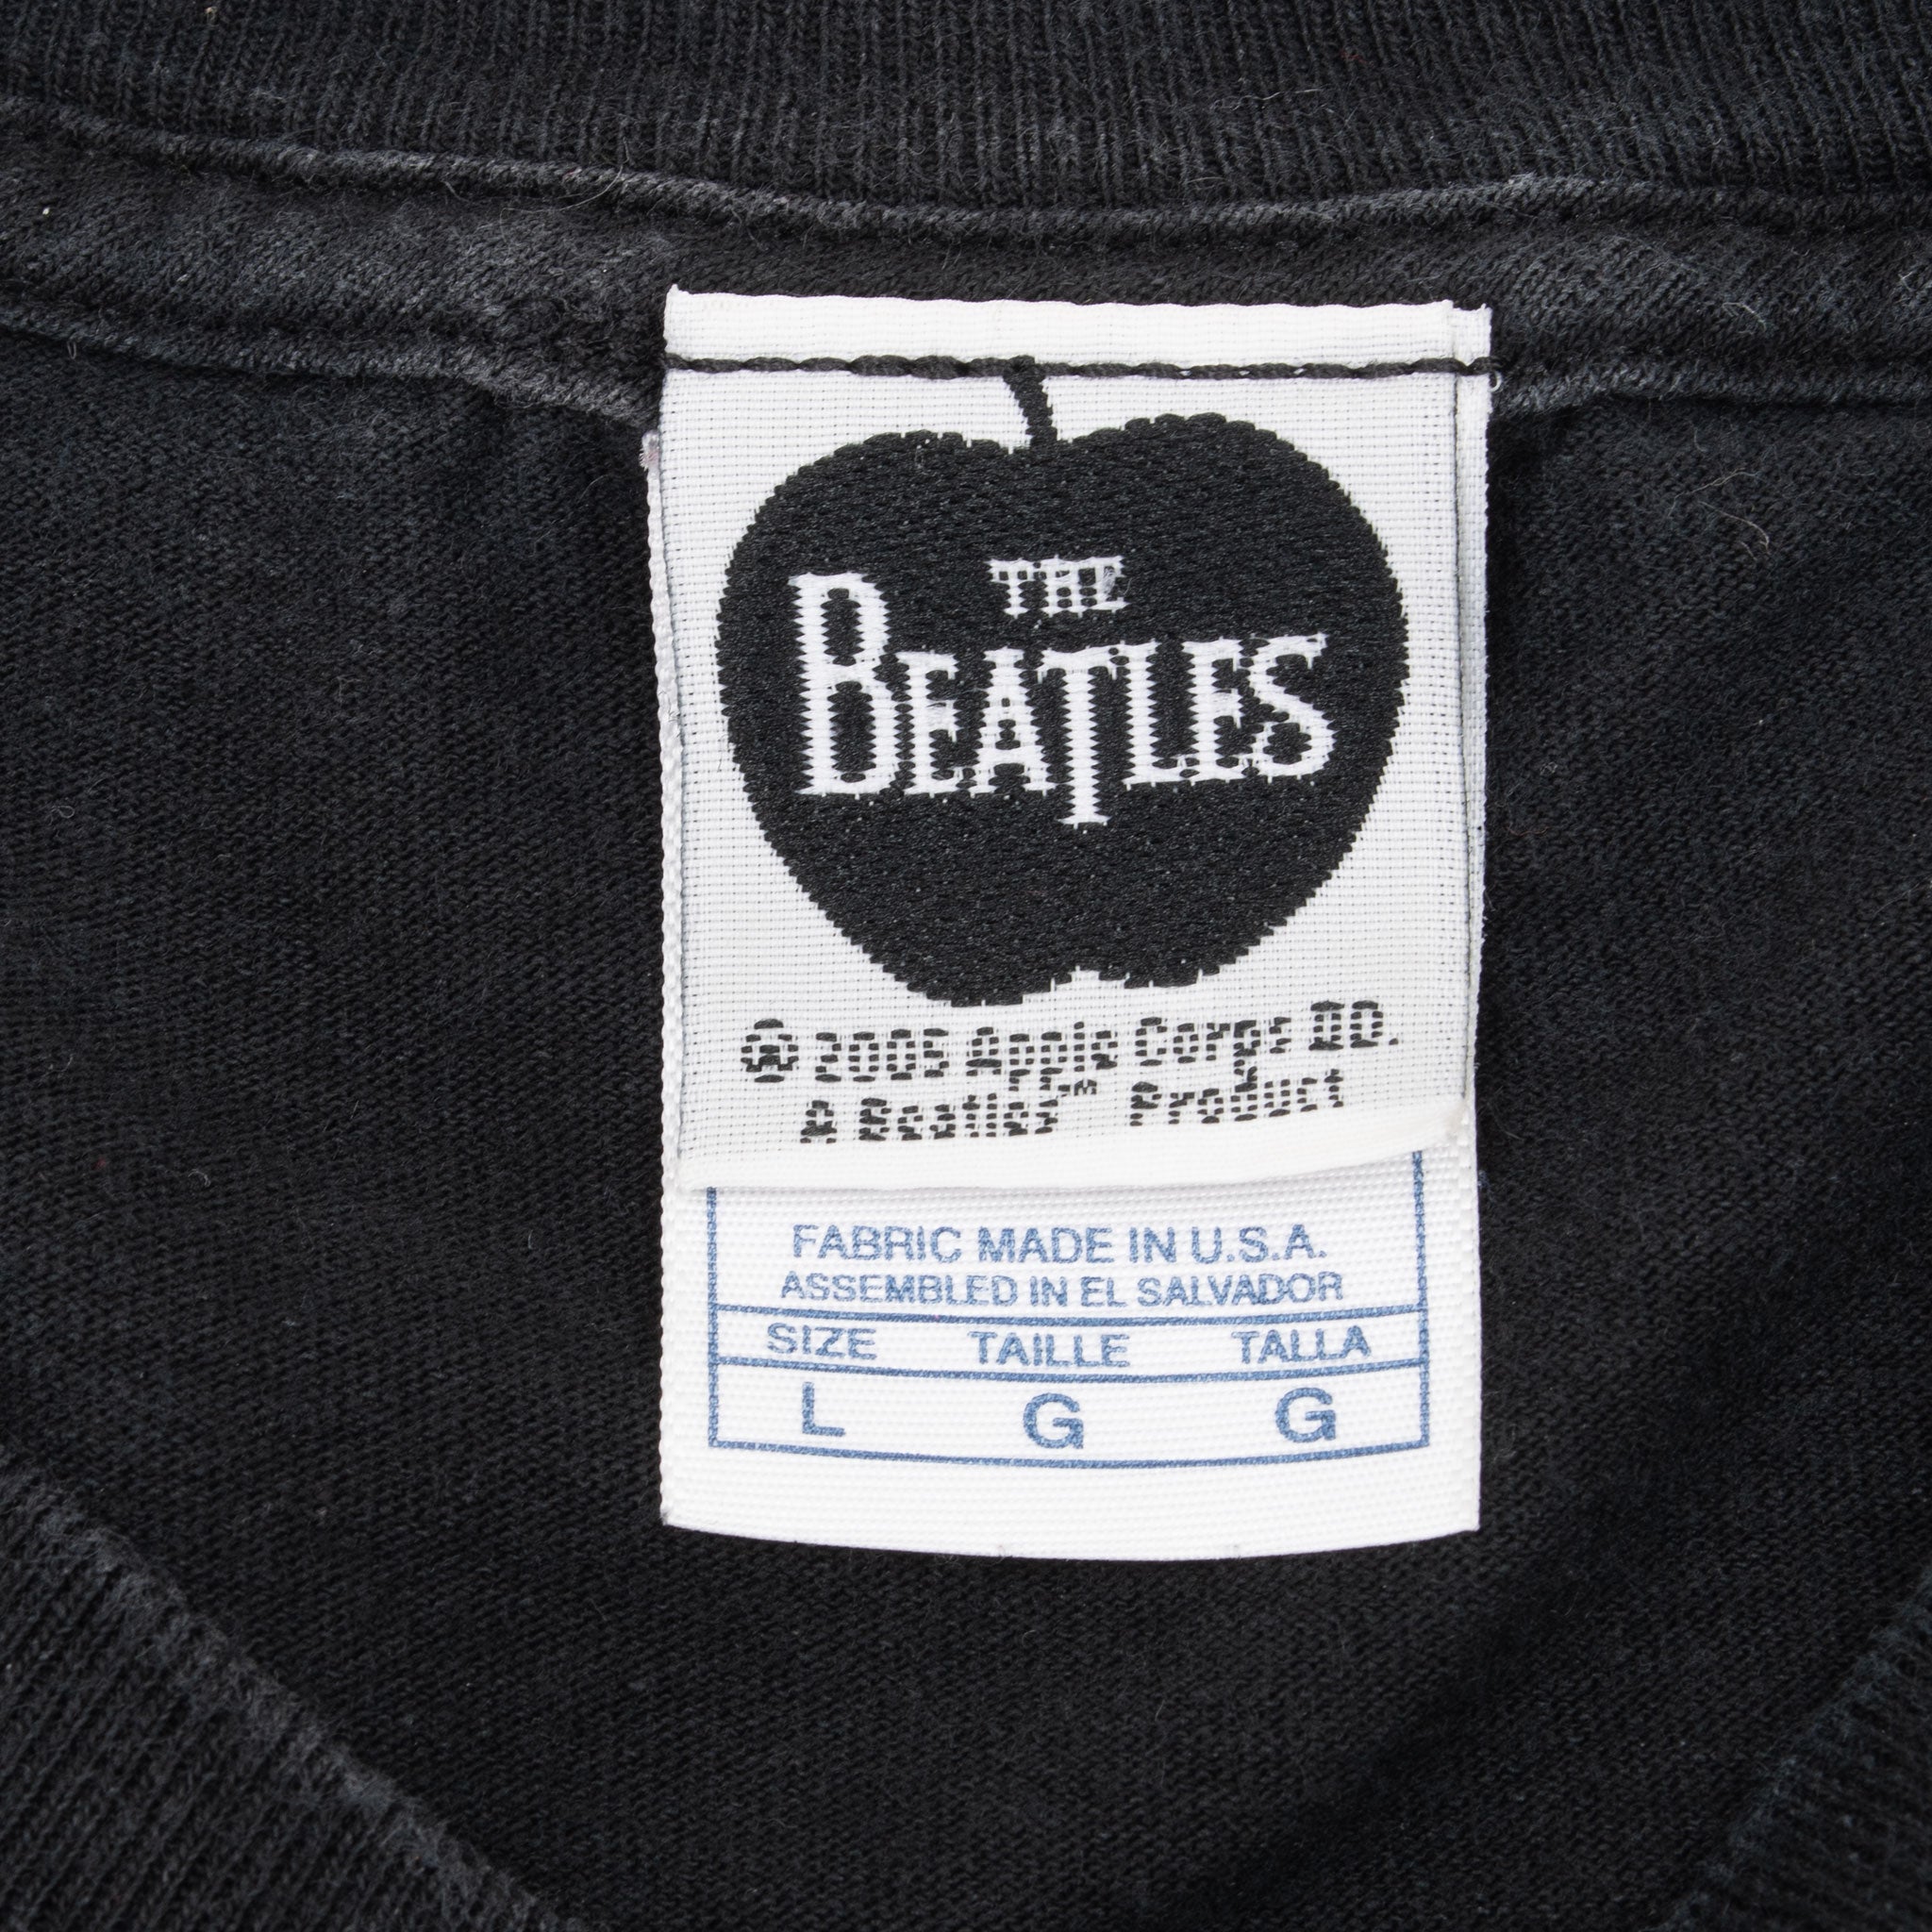 THE
BEATLES
© 2005 Apple Corps LTD.
A Beatles™ Product
FABRIC MADE IN U.S.A.
ASSEMBLED IN EL SALVADOR
SIZE TAILLE TALLA
L G G